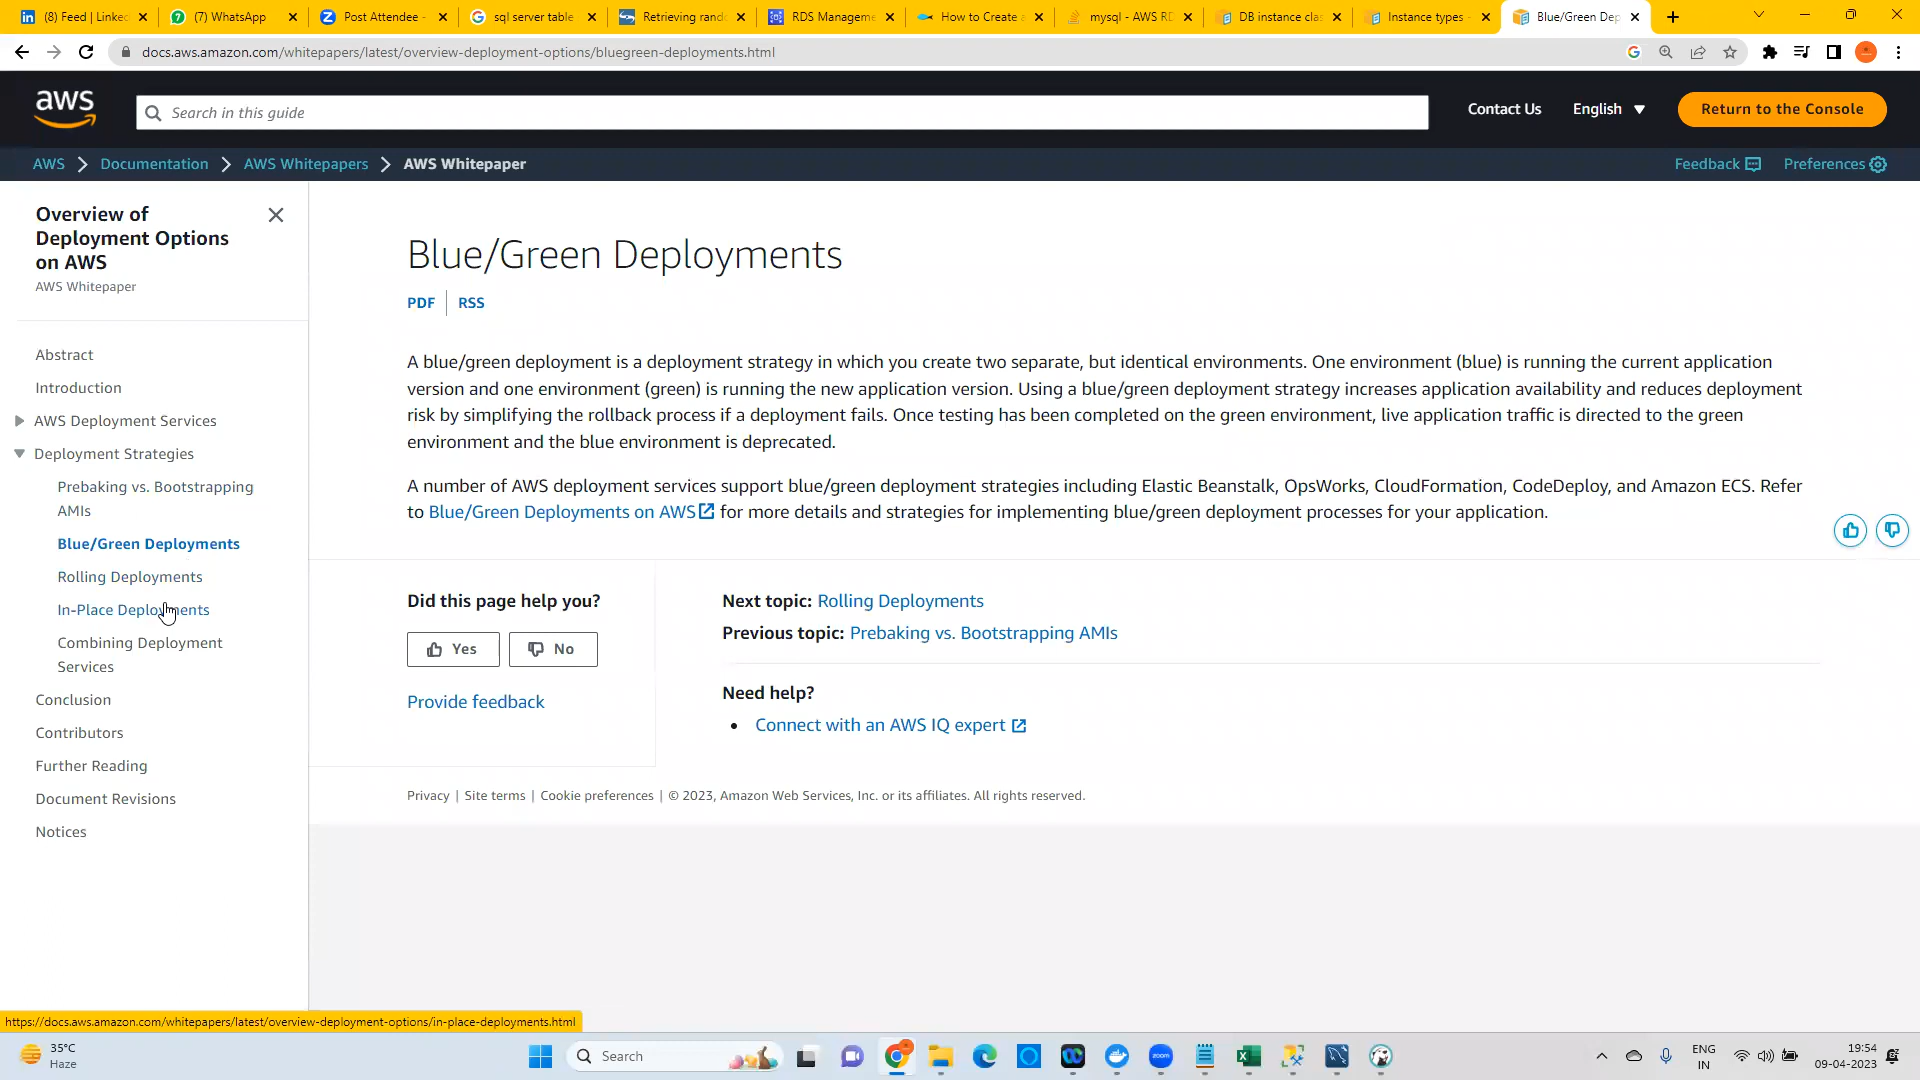 (8) Feed | Linked
(7) WhatsApp
Post Attendee -
sql server table
Retrieving rand
RDS Manageme
How to Create a
mysql - AWS RD
DB instance clas
Instance types -
Blue/Green Dep
docs.aws.amazon.com/whitepapers/latest/overview-deployment-options/bluegreen-deployments.html
aws
Search in this guide
Contact Us
English
Return to the Console
AWS
Documentation
AWS Whitepapers
AWS Whitepaper
Feedback
Preferences
Overview of
Deployment Options
on AWS
AWS Whitepaper
Abstract
Introduction
AWS Deployment Services
Deployment Strategies
Prebaking vs. Bootstrapping
AMIs
Blue/Green Deployments
Rolling Deployments
In-Place Deployments
Combining Deployment
Services
Conclusion
Contributors
Further Reading
Document Revisions
Notices
Blue/Green Deployments
PDF
RSS
A blue/green deployment is a deployment strategy in which you create two separate, but identical environments. One environment (blue) is running the current application
version and one environment (green) is running the new application version. Using a blue/green deployment strategy increases application availability and reduces deployment
risk by simplifying the rollback process if a deployment fails. Once testing has been completed on the green environment, live application traffic is directed to the green
environment and the blue environment is deprecated.
A number of AWS deployment services support blue/green deployment strategies including Elastic Beanstalk, OpsWorks, CloudFormation, CodeDeploy, and Amazon ECS. Refer
to Blue/Green Deployments on AWS for more details and strategies for implementing blue/green deployment processes for your application.
Did this page help you?
Yes
No
Provide feedback
Next topic: Rolling Deployments
Previous topic: Prebaking vs. Bootstrapping AMIs
Need help?
• Connect with an AWS IQ expert
Privacy | Site terms | Cookie preferences | © 2023, Amazon Web Services, Inc. or its affiliates. All rights reserved.
https://docs.aws.amazon.com/whitepapers/latest/overview-deployment-options/in-place-deployments.html
35°C
Haze
Search
zoom
ENG
IN
19:54
09-04-2023